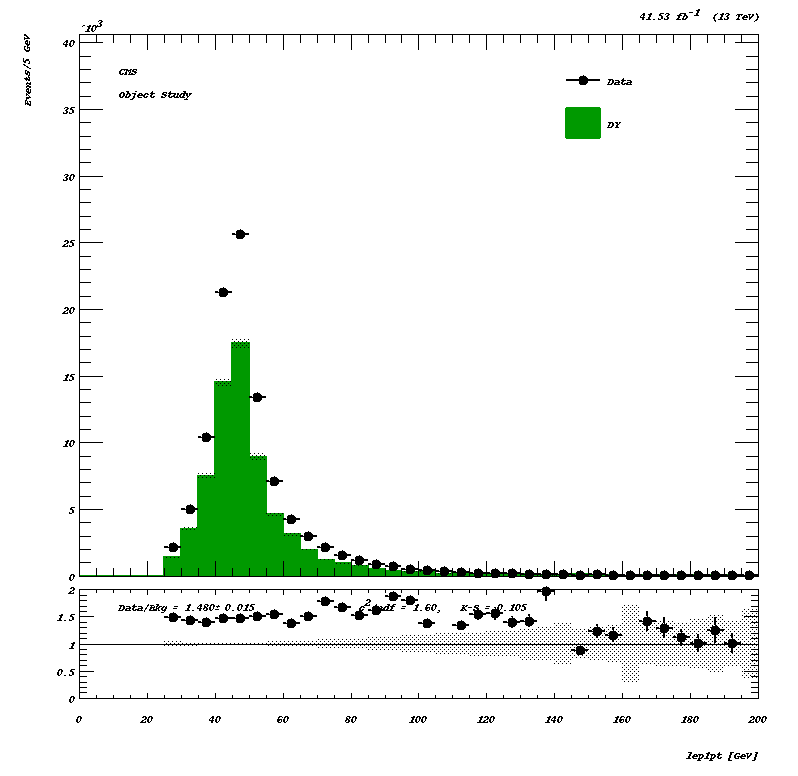 ´10³
41.53 fb⁻¹ (13 TeV)
Events/5 GeV
40
35
30
25
20
15
10
5
0
CMS
Object Study
Data
DY
2
1.5
1
0.5
0
Data/Bkg = 1.480± 0.015
c²/ndf = 1.60,
K-S = 0.105
0
20
40
60
80
100
120
140
160
180
200
lep1pt [GeV]